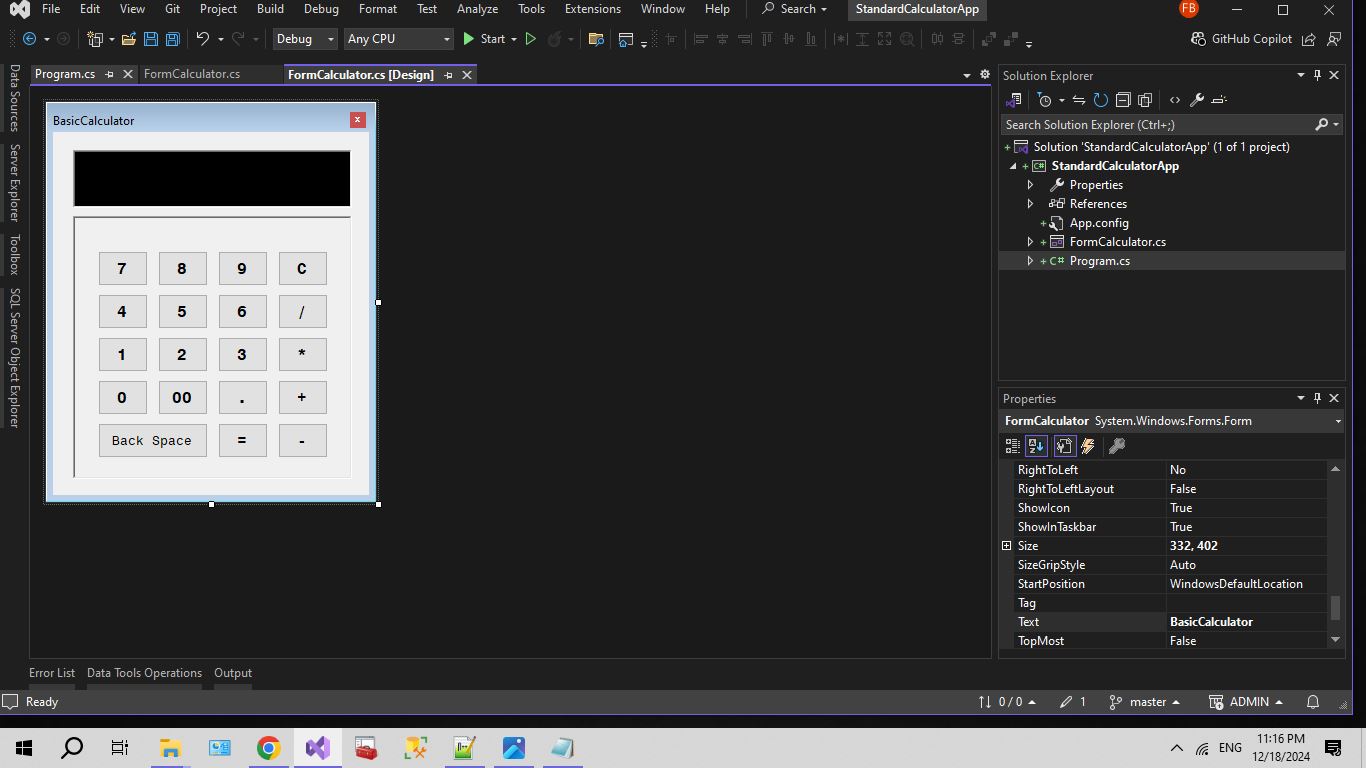 File Edit View Git Project Build Debug Format Test Analyze Tools Extensions Window Help Search StandardCalculatorApp FB
Debug Any CPU Start GitHub Copilot
Data Sources
Server Explorer
Toolbox
SQL Server Object Explorer
Program.cs FormCalculator.cs FormCalculator.cs [Design]
BasicCalculator x
7 8 9 C
4 5 6 /
1 2 3 *
0 00 . +
Back Space = -
Solution Explorer
Search Solution Explorer (Ctrl+;)
Solution 'StandardCalculatorApp' (1 of 1 project)
C# StandardCalculatorApp
Properties
References
App.config
FormCalculator.cs
C# Program.cs
Properties
FormCalculator System.Windows.Forms.Form
RightToLeft No
RightToLeftLayout False
ShowIcon True
ShowInTaskbar True
Size 332, 402
SizeGripStyle Auto
StartPosition WindowsDefaultLocation
Tag
Text BasicCalculator
TopMost False
Error List Data Tools Operations Output
Ready 0 / 0 1 master ADMIN
ENG 11:16 PM
12/18/2024